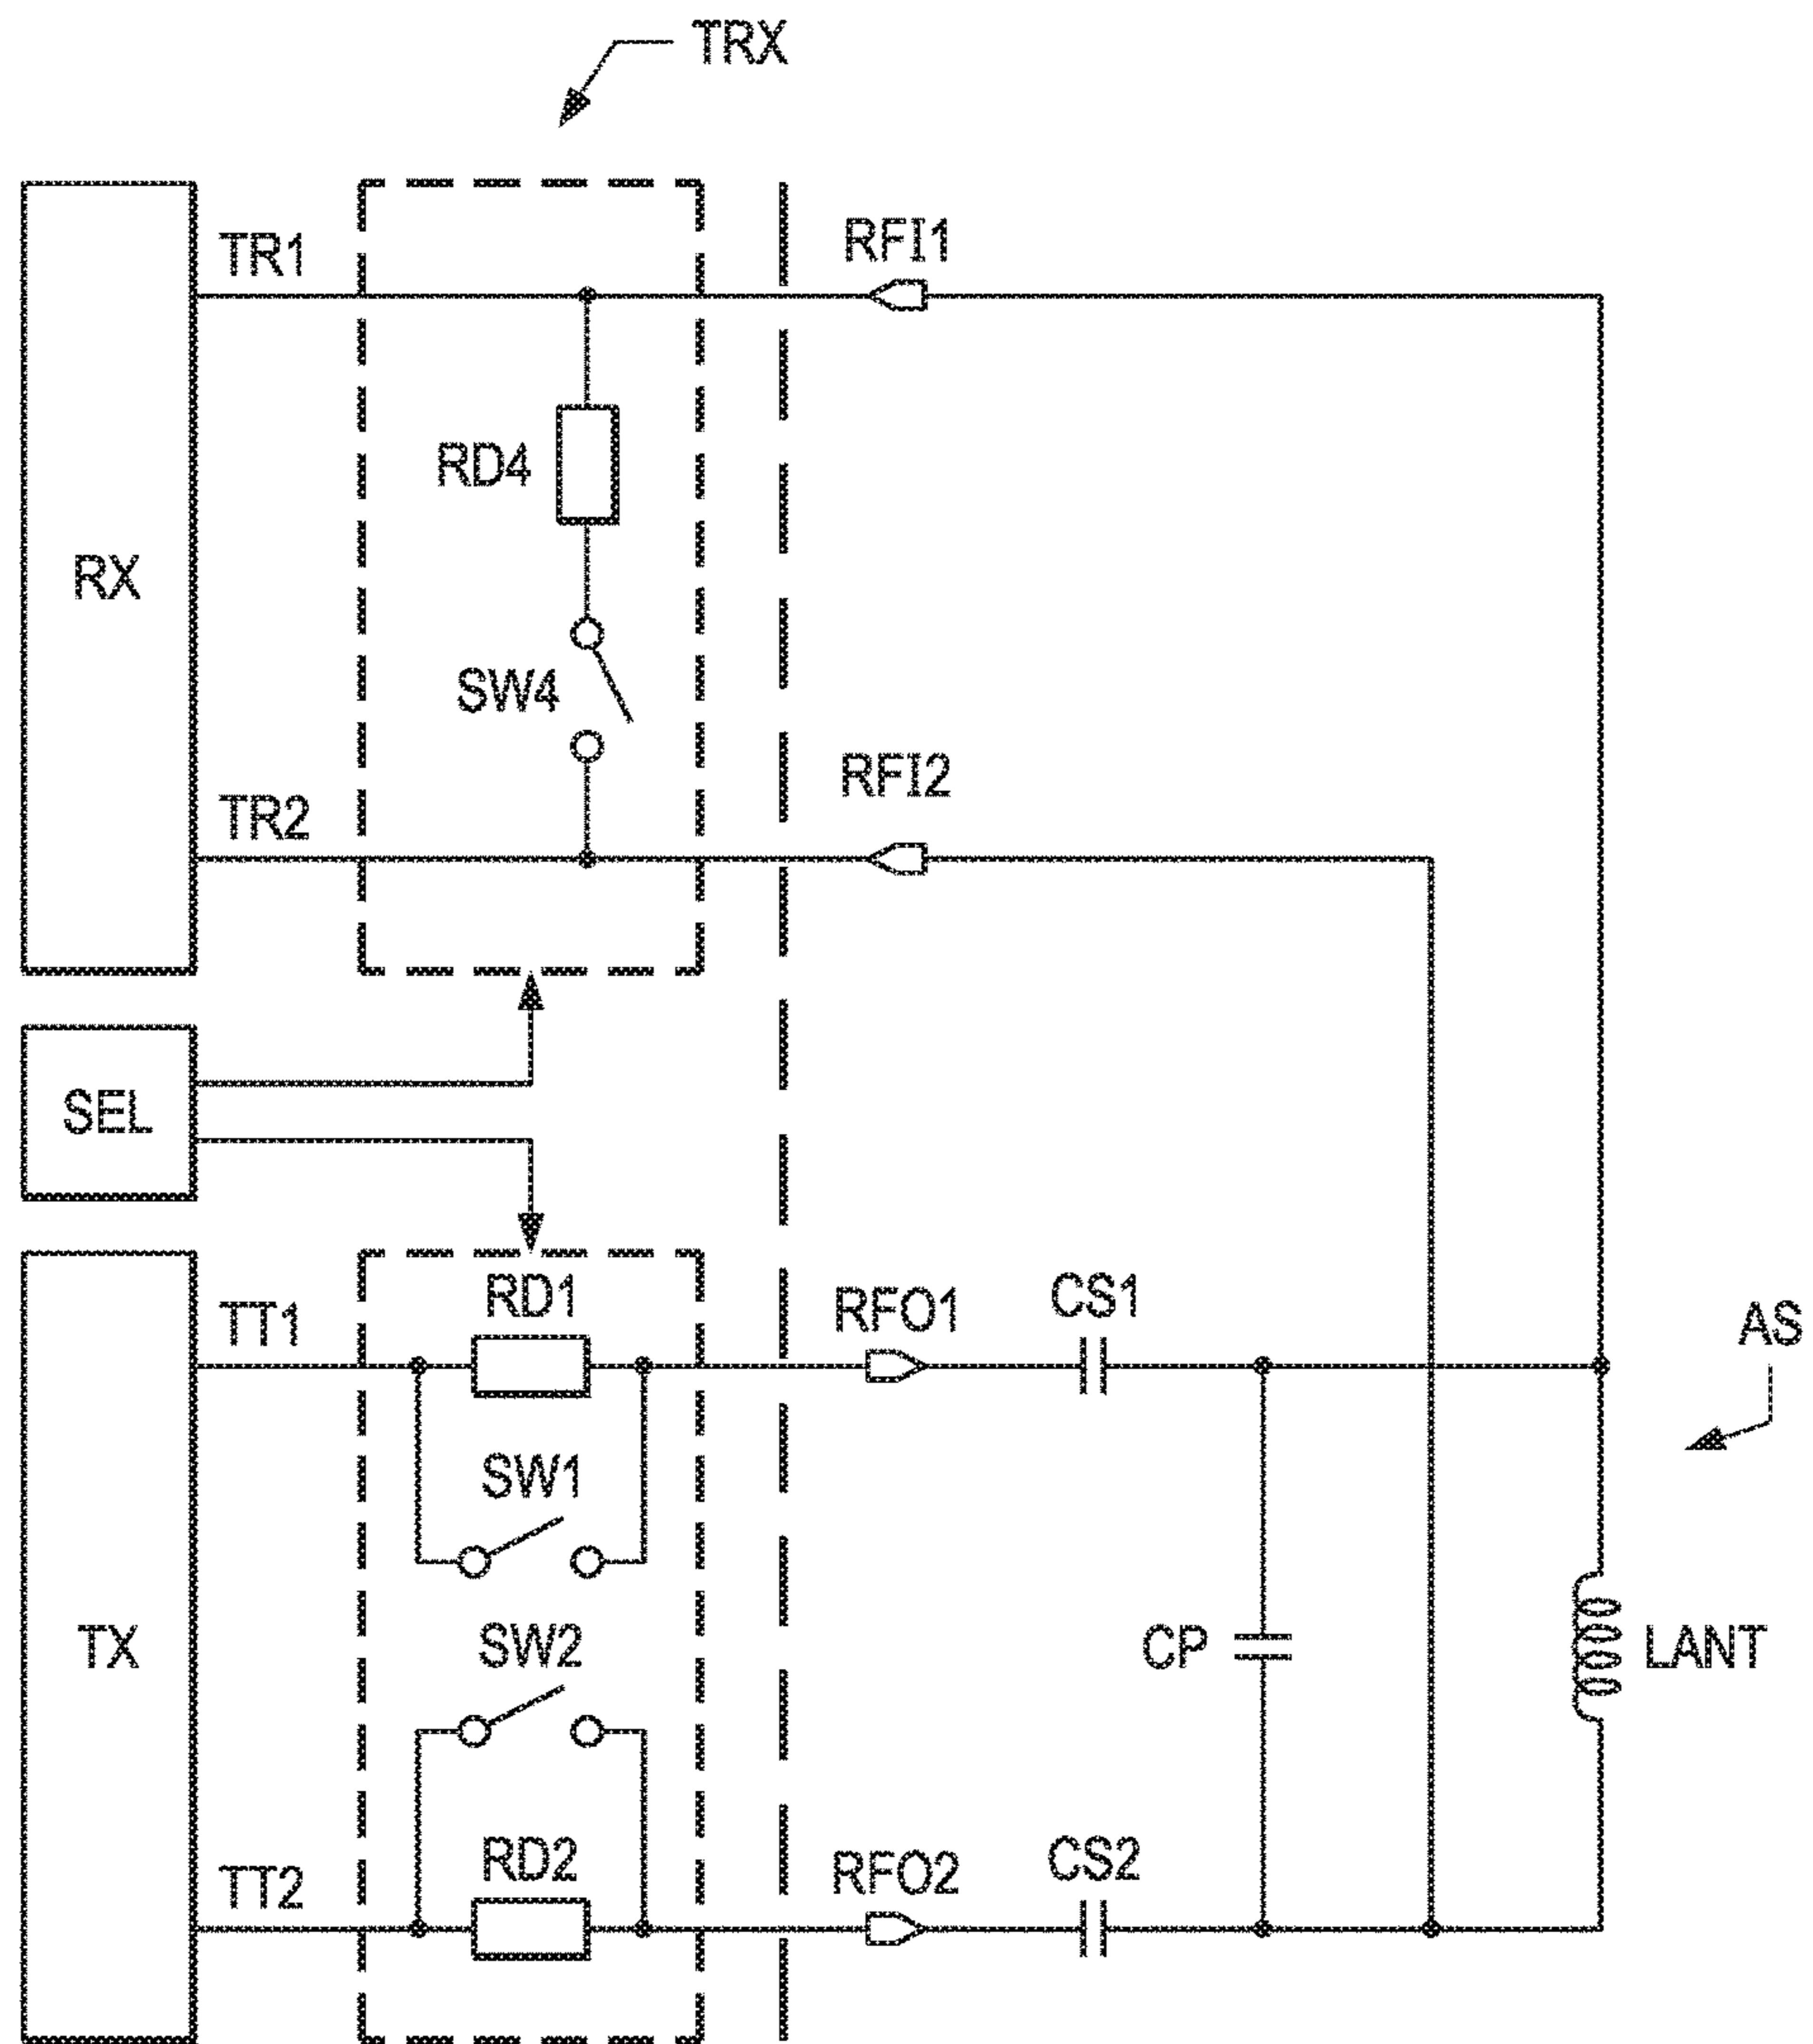 TRX
TR1
RFI1
RD4
RX
SW4
RFI2
TR2
SEL
RD1
CS1
RFO1
TT1
AS
SW1
SW2
TX
CP
LANT
RD2
CS2
RFO2
TT2